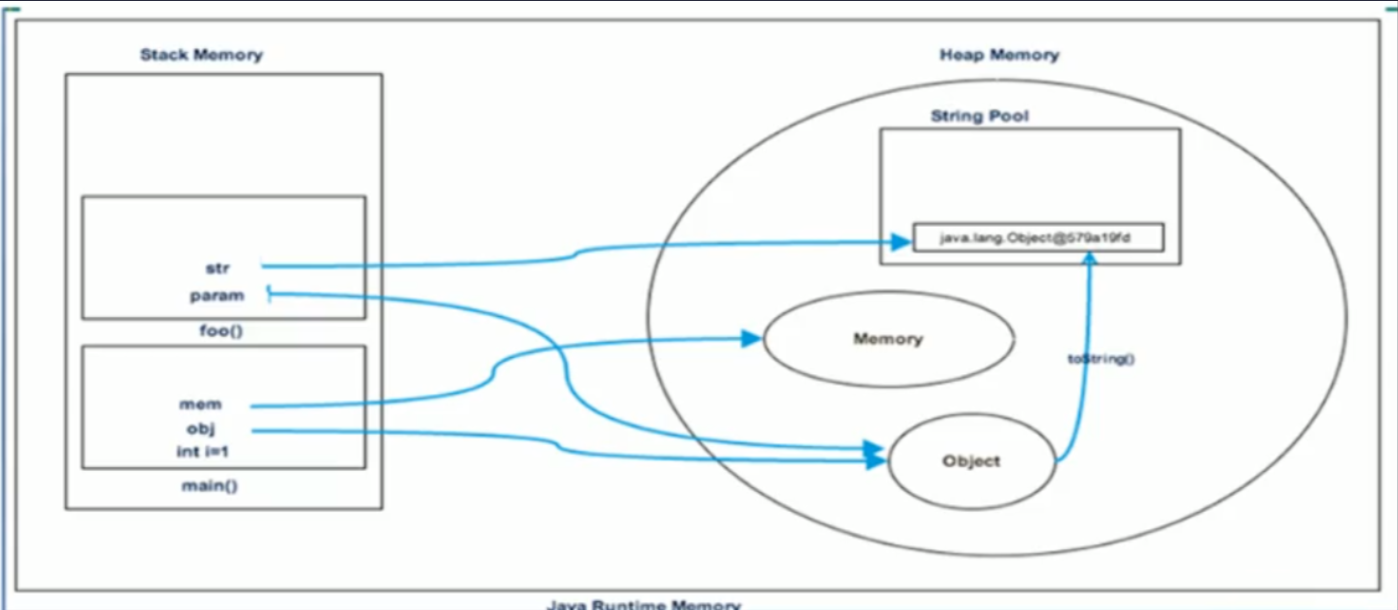 Stack Memory
Heap Memory
String Pool
java.lang.Object@579a19fd
str
param
foo()
Memory
toString()
mem
obj
int i=1
main()
Object
Java Runtime Memory